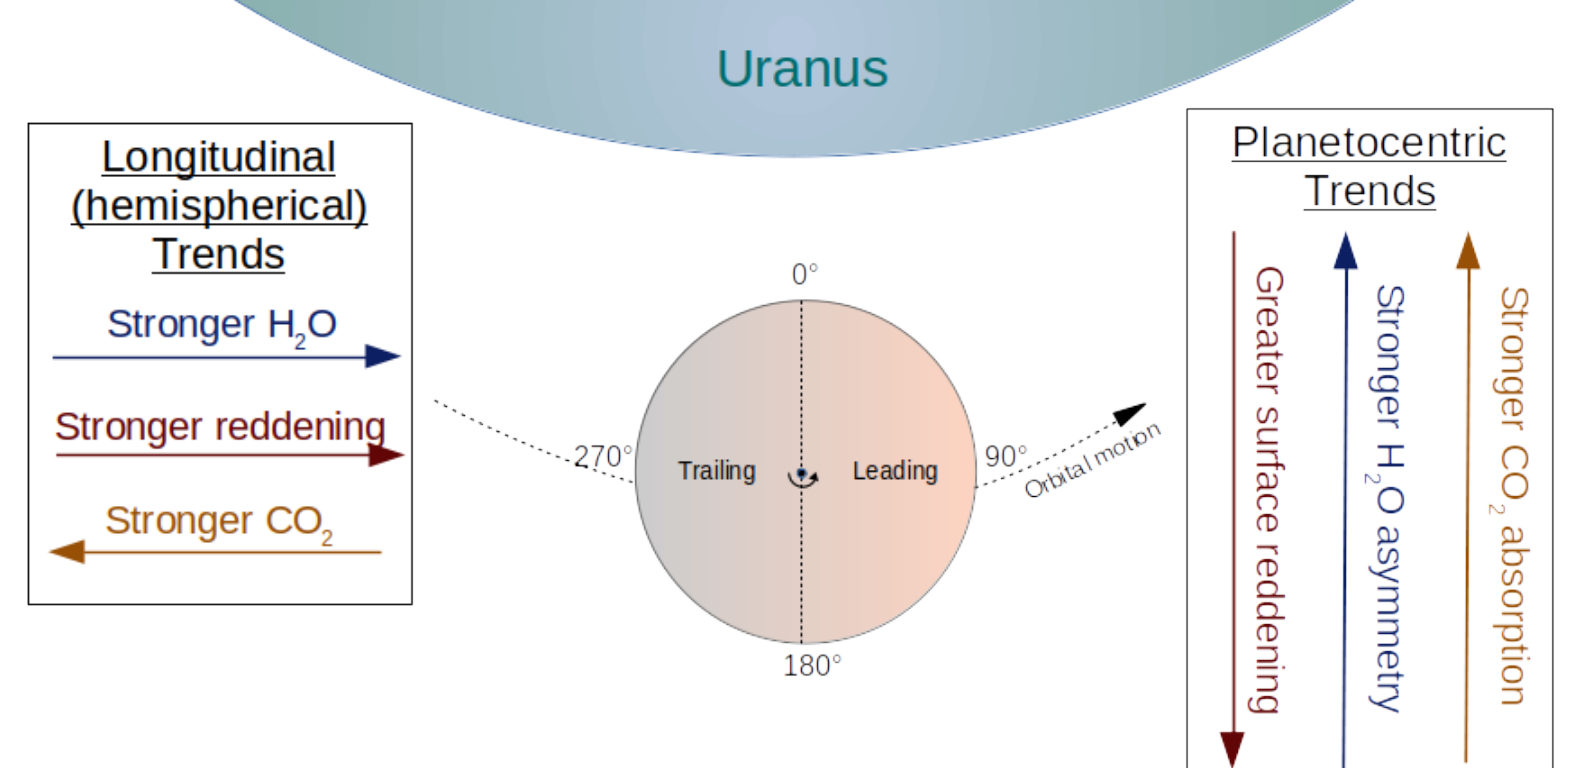 Uranus
Longitudinal
(hemispherical)
Trends
Stronger H₂O
Stronger reddening
Stronger CO₂
0°
270°
Trailing
Leading
90°
180°
Orbital motion
Planetocentric
Trends
Greater surface reddening
Stronger H₂O asymmetry
Stronger CO₂ absorption